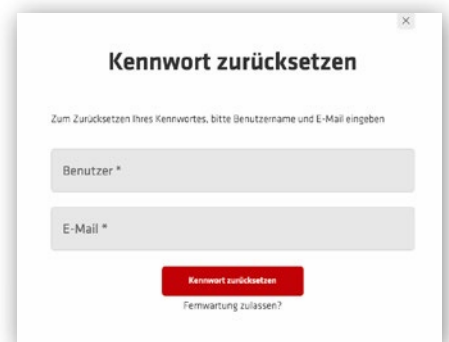 Kennwort zurücksetzen
Zum Zurücksetzen Ihres Kennwortes, bitte Benutzername und E-Mail eingeben
Benutzer *
E-Mail *
Kennwort zurücksetzen
Fernwartung zulassen?